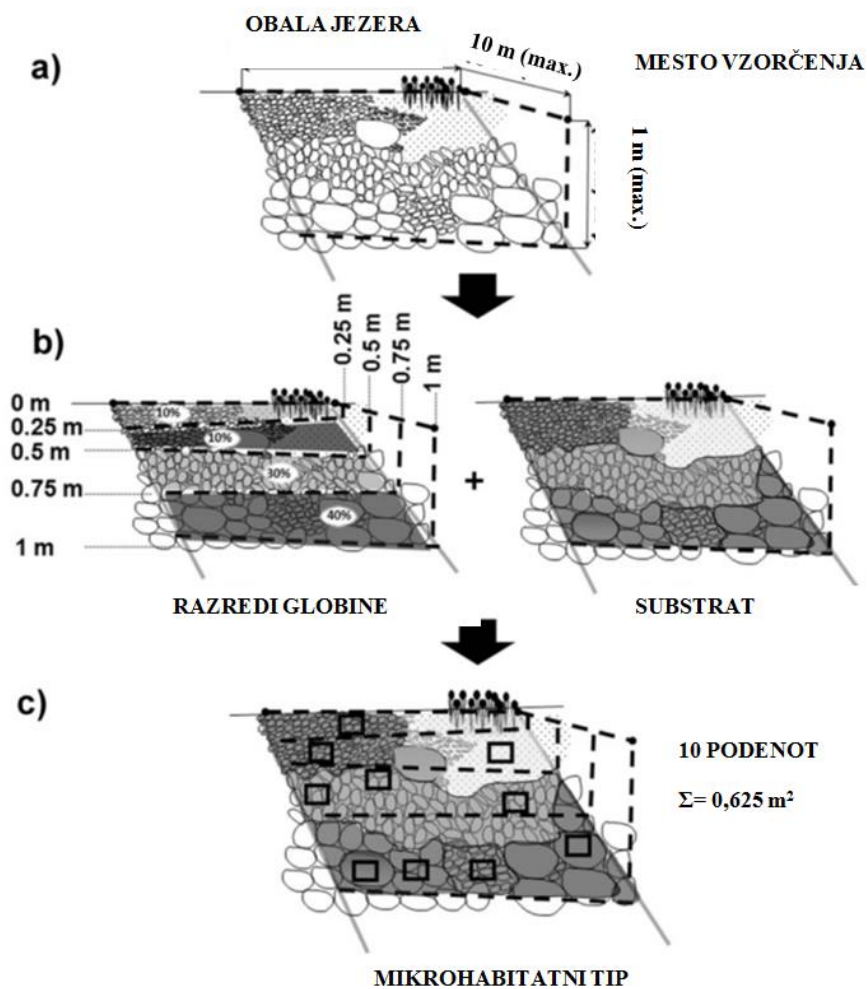 OBALA JEZERA
a)
10 m (max.)
MESTO VZORČENJA
1 m (max.)
b)
0.25 m
0.5 m
0.75 m
1 m
0 m
0.25 m
0.5 m
0.75 m
1 m
10%
10%
30%
40%
+
RAZREDI GLOBINE
SUBSTRAT
c)
10 PODENOT
Σ= 0,625 m²
MIKROHABITATNI TIP